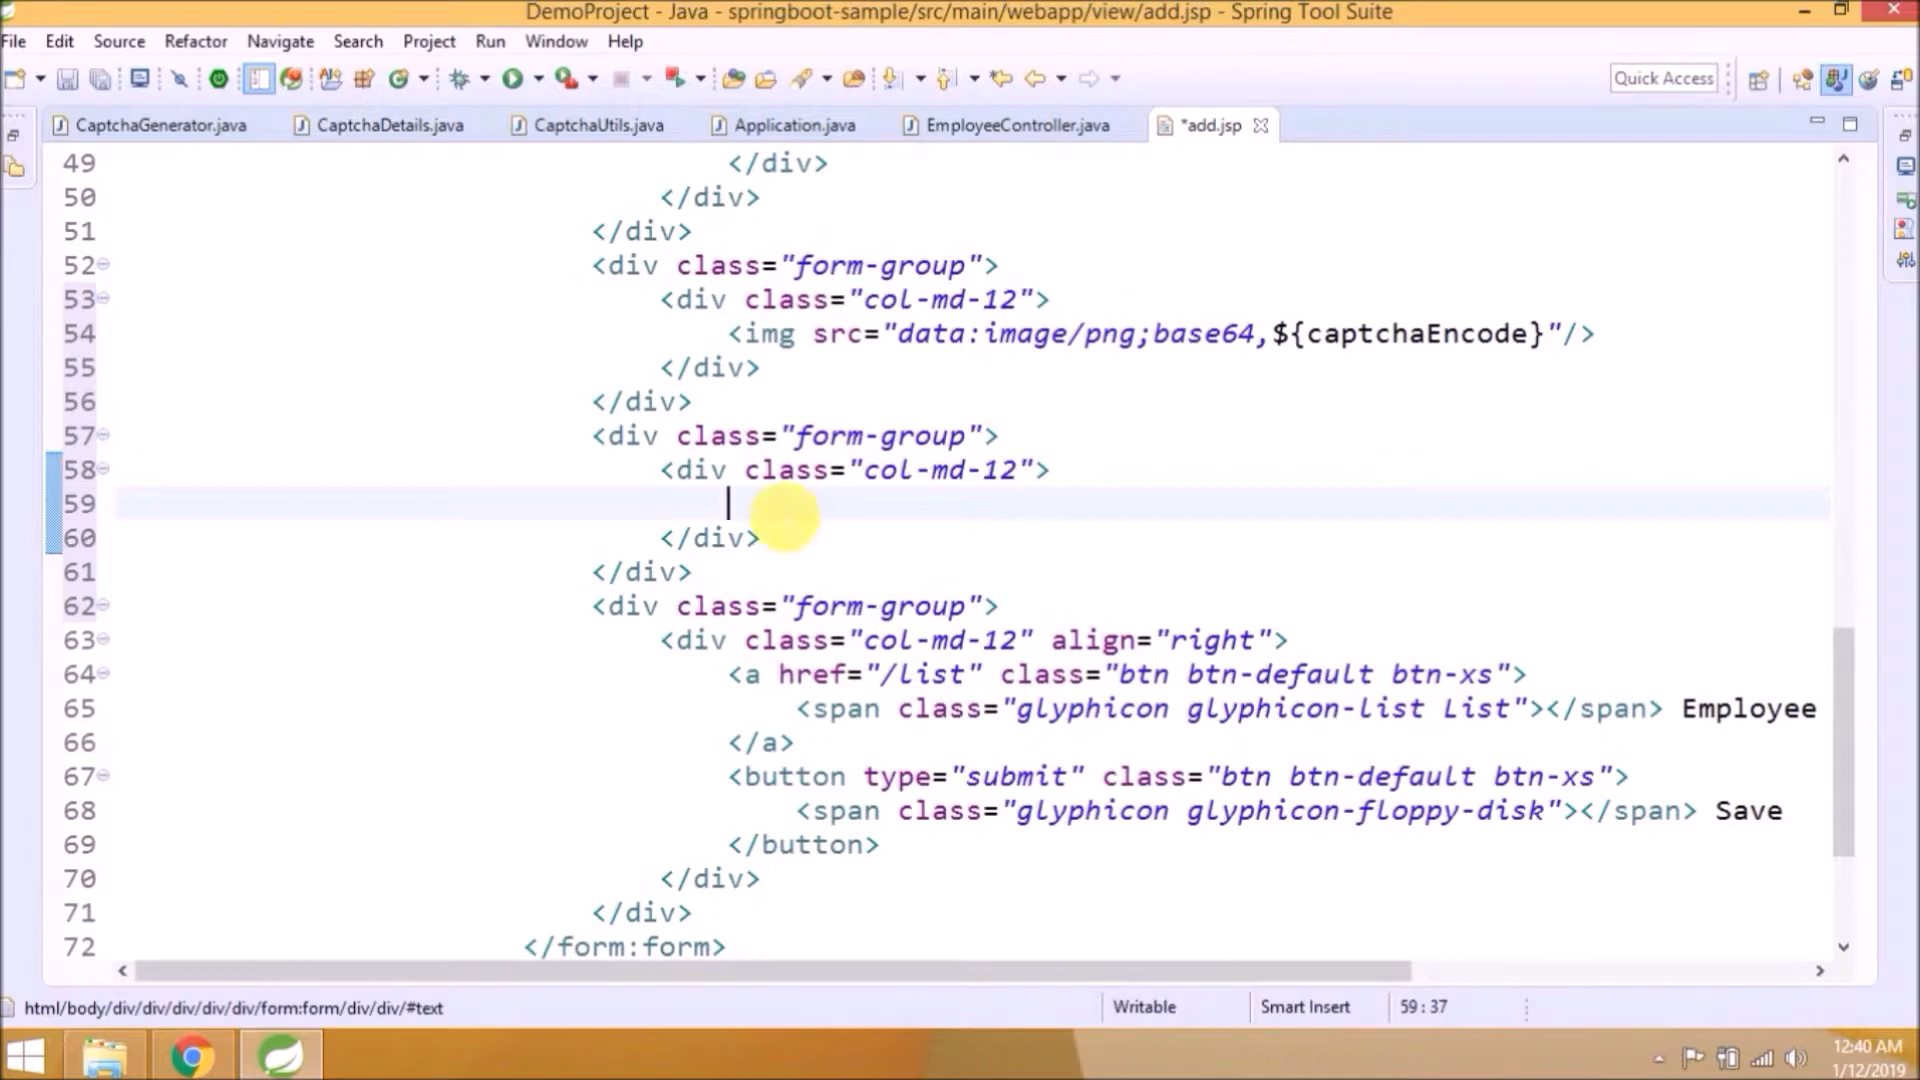 DemoProject - Java - springboot-sample/src/main/webapp/view/add.jsp - Spring Tool Suite
File Edit Source Refactor Navigate Search Project Run Window Help
Quick Access
CaptchaGenerator.java CaptchaDetails.java CaptchaUtils.java Application.java EmployeeController.java *add.jsp
49 </div>
50 </div>
51 </div>
52 <div class="form-group">
53 <div class="col-md-12">
54 <img src="data:image/png;base64,${captchaEncode}"/>
55 </div>
56 </div>
57 <div class="form-group">
58 <div class="col-md-12">
59
60 </div>
61 </div>
62 <div class="form-group">
63 <div class="col-md-12" align="right">
64 <a href="/list" class="btn btn-default btn-xs">
65 <span class="glyphicon glyphicon-list List"></span> Employee
66 </a>
67 <button type="submit" class="btn btn-default btn-xs">
68 <span class="glyphicon glyphicon-floppy-disk"></span> Save
69 </button>
70 </div>
71 </div>
72 </form:form>
html/body/div/div/div/div/div/form:form/div/div/#text Writable Smart Insert 59 : 37
12:40 AM
1/12/2019